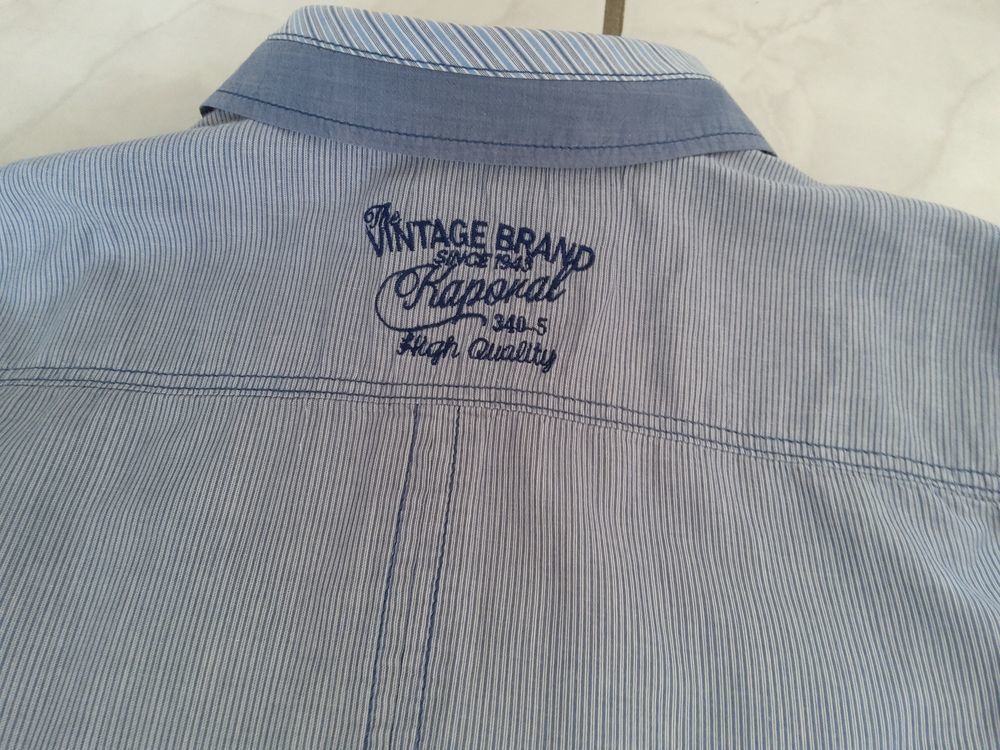 The
VINTAGE BRAND
SINCE 1943
Kaporal
340-5
High Quality